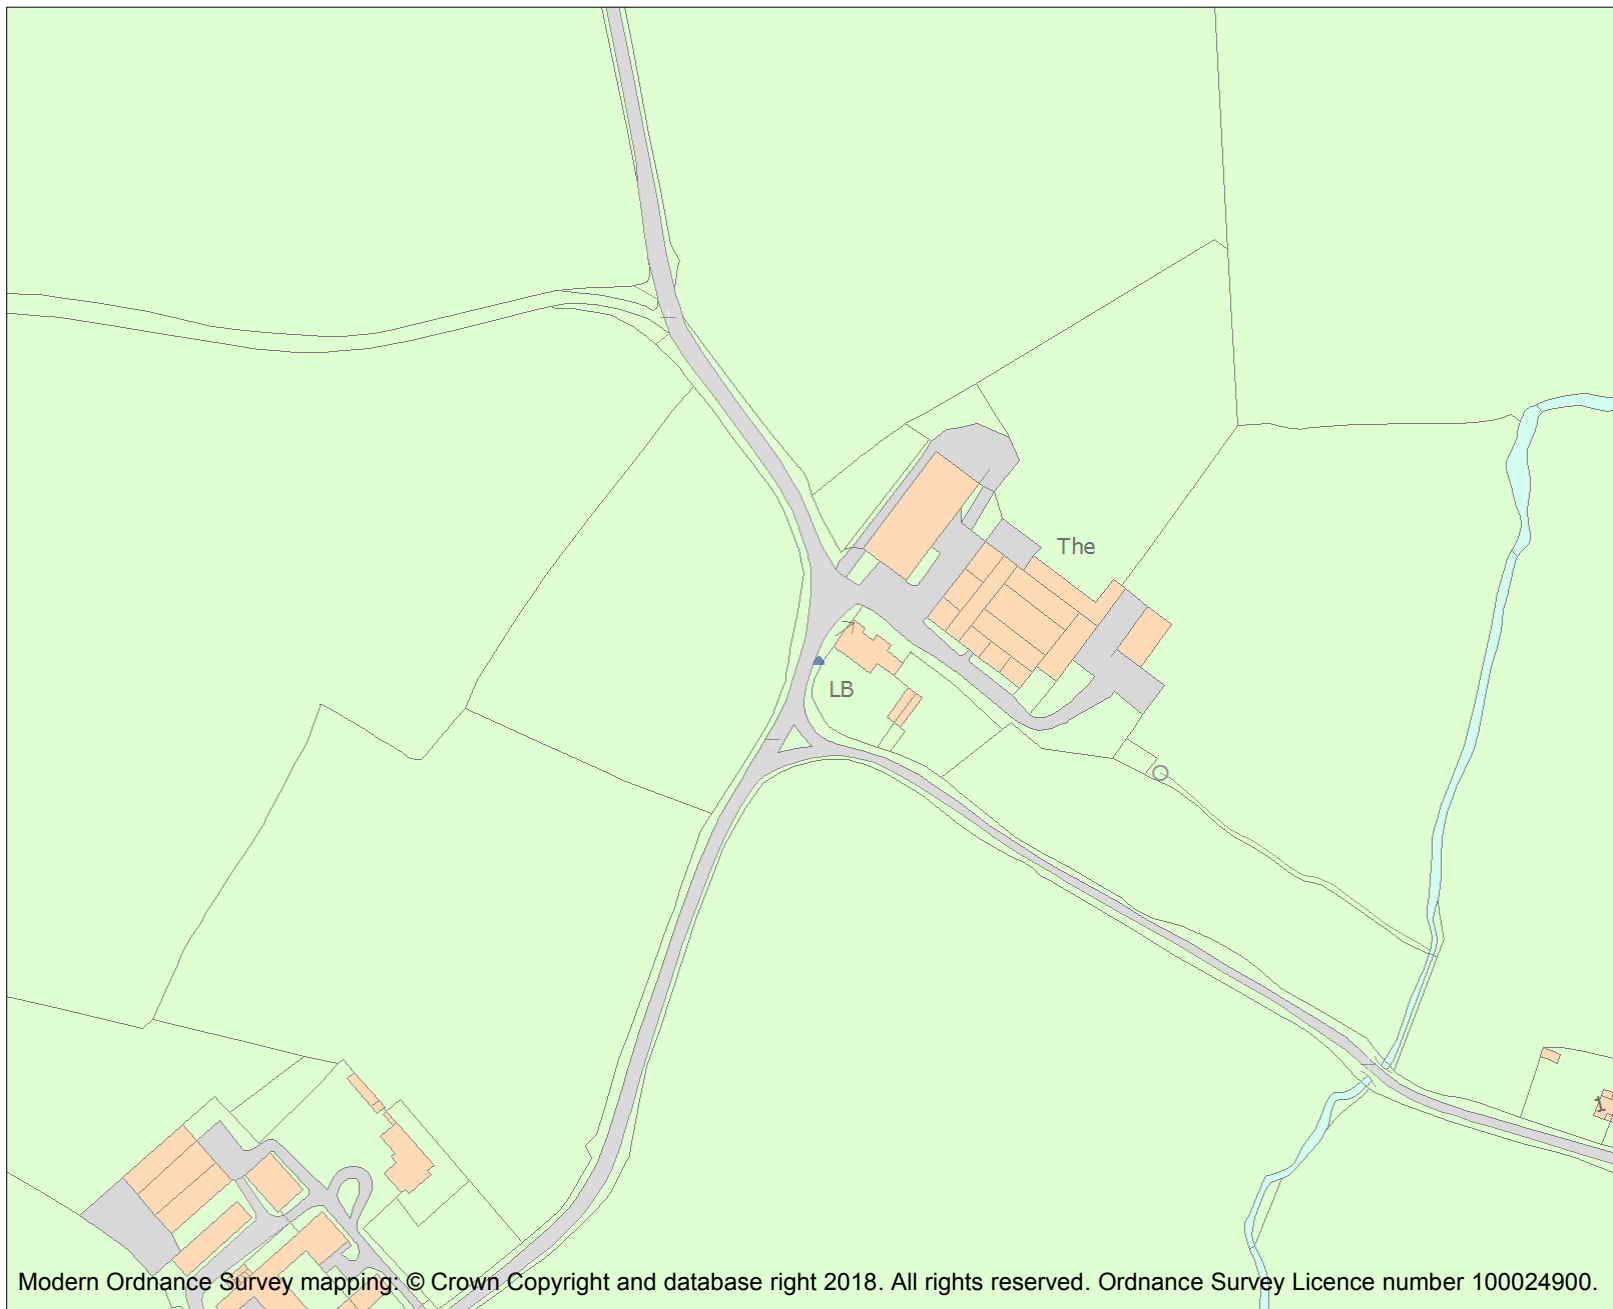 The
LB
1
Modern Ordnance Survey mapping: © Crown Copyright and database right 2018. All rights reserved. Ordnance Survey Licence number 100024900.